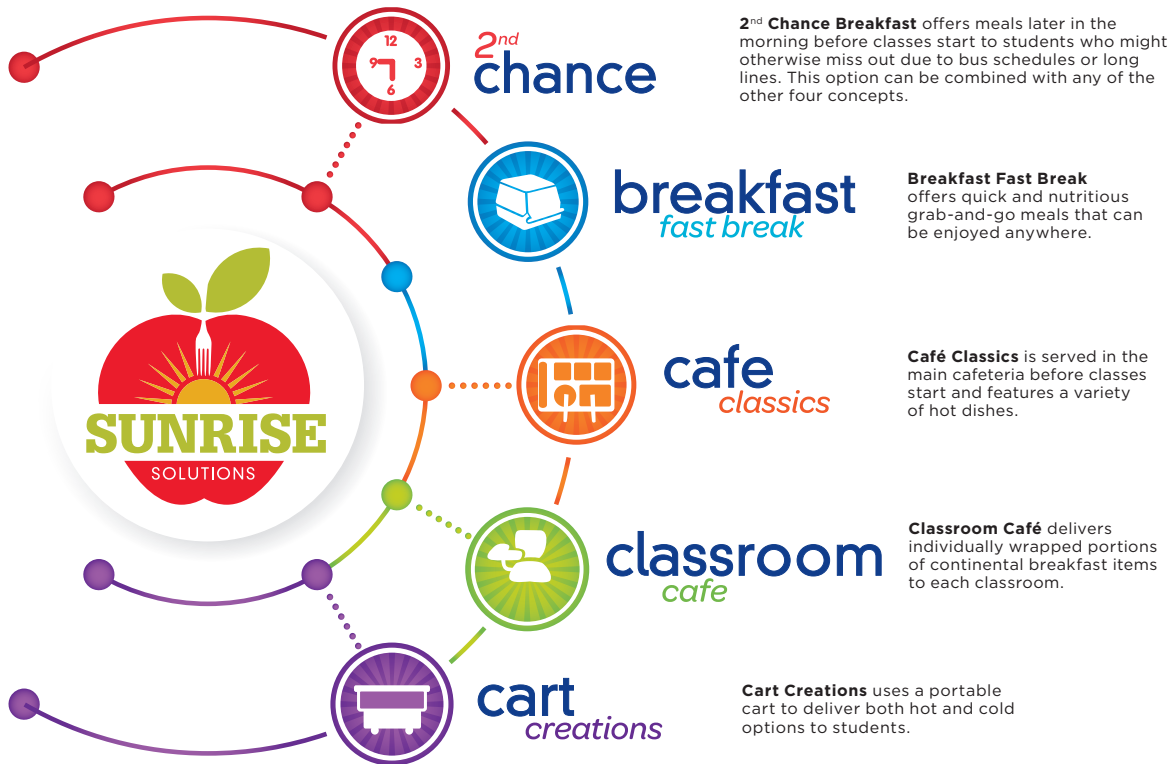 12
9
3
6
2nd
chance
2nd Chance Breakfast offers meals later in the
morning before classes start to students who might
otherwise miss out due to bus schedules or long
lines. This option can be combined with any of the
other four concepts.
breakfast
fast break
Breakfast Fast Break
offers quick and nutritious
grab-and-go meals that can
be enjoyed anywhere.
SUNRISE
SOLUTIONS
cafe
classics
Café Classics is served in the
main cafeteria before classes
start and features a variety
of hot dishes.
classroom
cafe
Classroom Café delivers
individually wrapped portions
of continental breakfast items
to each classroom.
cart
creations
Cart Creations uses a portable
cart to deliver both hot and cold
options to students.